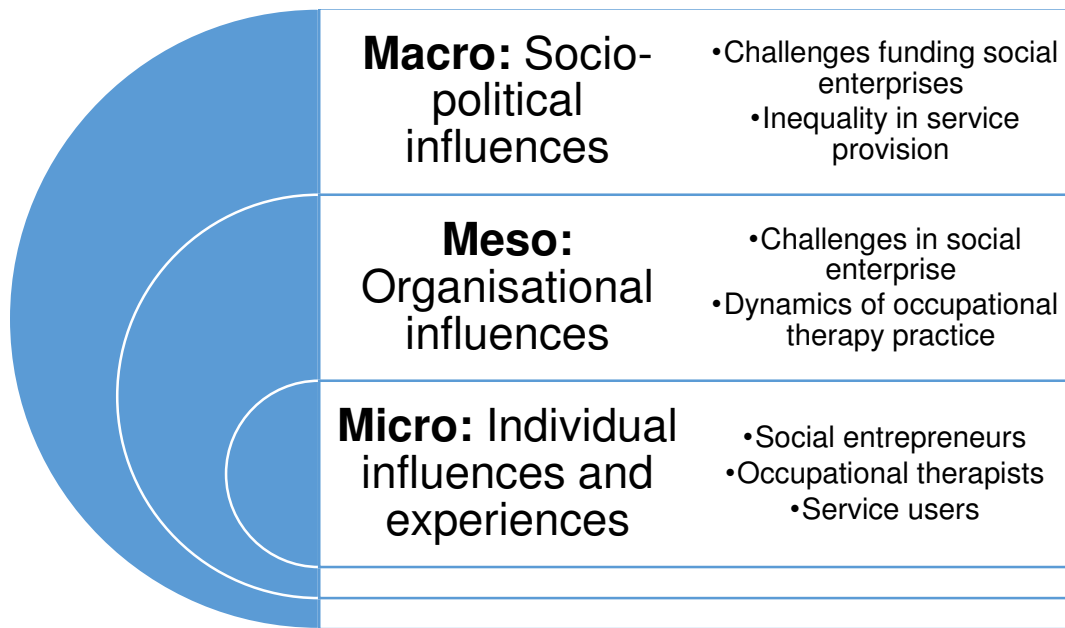 Macro: Socio-
political
influences
•Challenges funding social
enterprises
•Inequality in service
provision
Meso:
Organisational
influences
•Challenges in social
enterprise
•Dynamics of occupational
therapy practice
Micro: Individual
influences and
experiences
•Social entrepreneurs
•Occupational therapists
•Service users